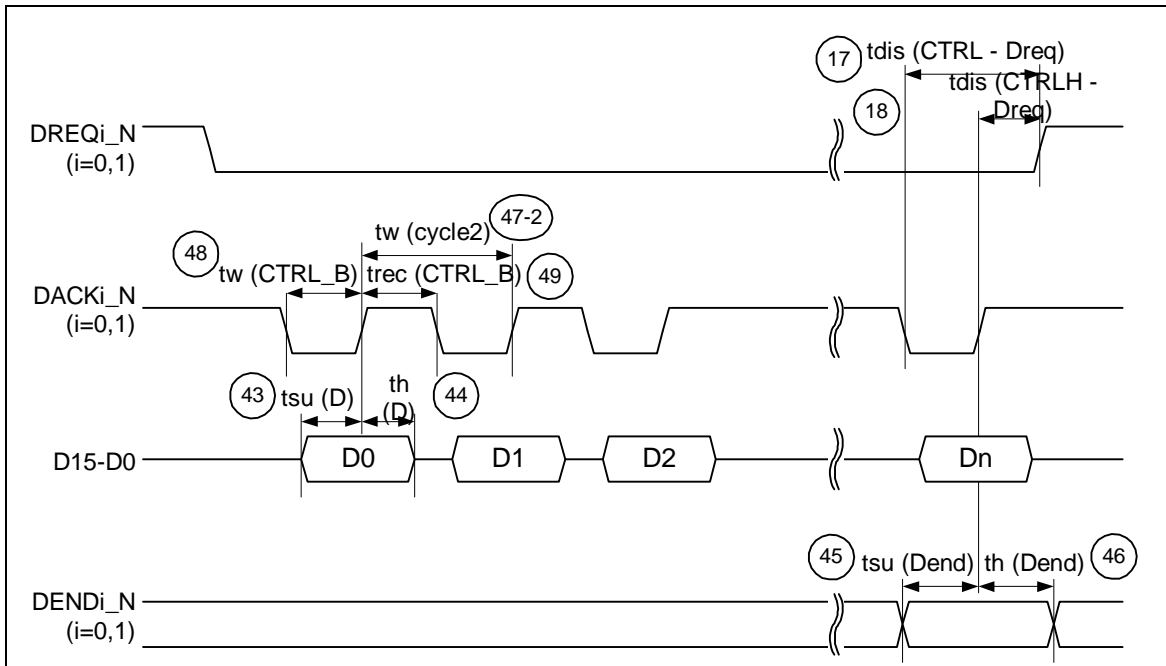 17 tdis (CTRL - Dreq)
tdis (CTRLH -
18 Dreq)
DREQi_N
(i=0,1)
47-2
tw (cycle2)
48
tw (CTRL_B) trec (CTRL_B) 49
DACKi_N
(i=0,1)
43 tsu (D) th 44
(D)
D15-D0 D0 D1 D2 Dn
45 tsu (Dend) th (Dend) 46
DENDi_N
(i=0,1)